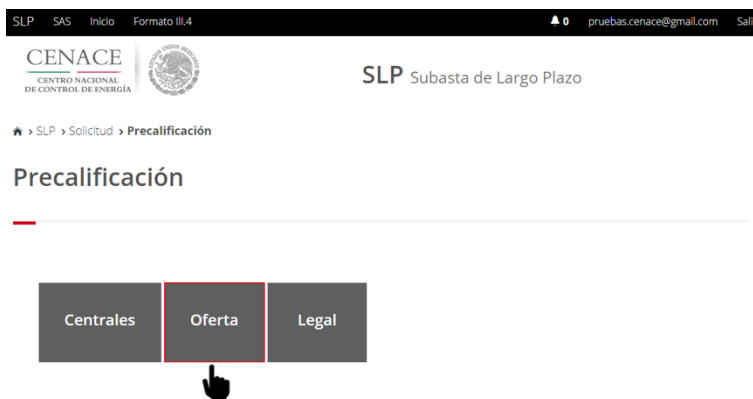 SLP SAS Inicio Formato III.4 0 pruebas.cenace@gmail.com Sali
CENACE
CENTRO NACIONAL
DE CONTROL DE ENERGÍA
SLP Subasta de Largo Plazo
› SLP › Solicitud › Precalificación
Precalificación
Centrales Oferta Legal